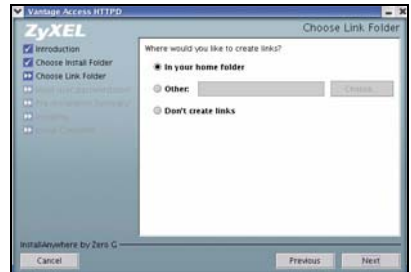 Vantage Access HTTPD
ZyXEL
Choose Link Folder
Introduction
Choose Install Folder
Choose Link Folder
Where would you like to create links?
In your home folder
Other:
Choose...
Don't create links
InstallAnywhere by Zero G
Cancel
Previous
Next